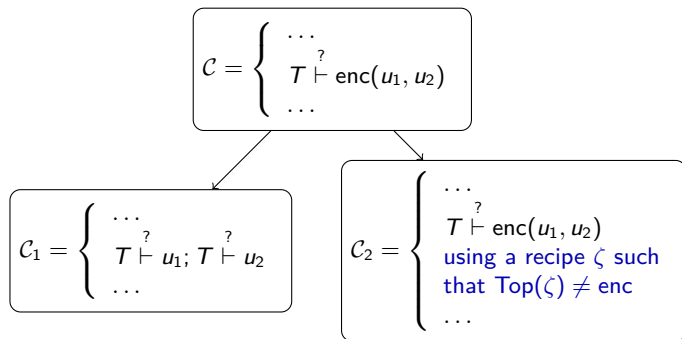 ...
C = { T ⊢? enc(u₁, u₂)
...
...
C₁ = { T ⊢? u₁; T ⊢? u₂
...
...
T ⊢? enc(u₁, u₂)
C₂ = { using a recipe ζ such
that Top(ζ) ≠ enc
...